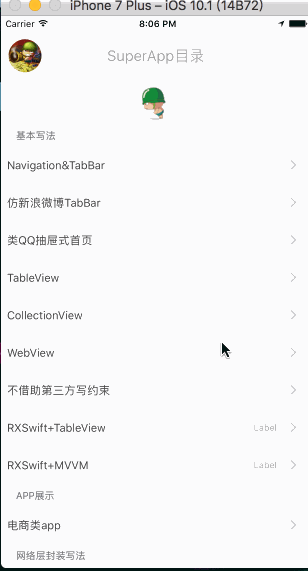 iPhone 7 Plus – iOS 10.1 (14B72)
Carrier 8:06 PM
SuperApp目录
基本写法
Navigation&TabBar
仿新浪微博TabBar
类QQ抽屉式首页
TableView
CollectionView
WebView
不借助第三方写约束
RXSwift+TableView Label
RXSwift+MVVM Label
APP展示
电商类app
网络层封装写法